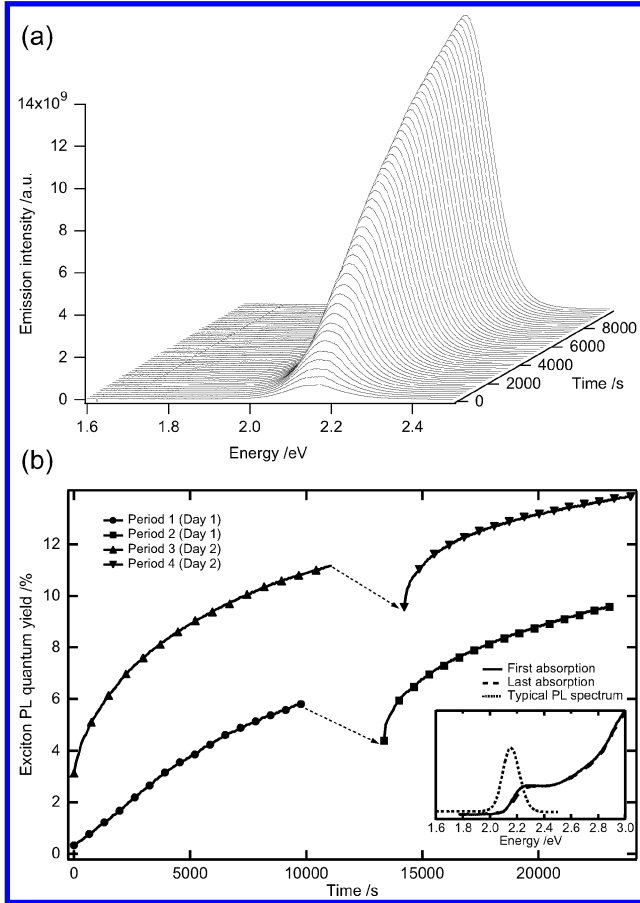 (a)
14x10⁹
12
10
8
6
4
2
0
Emission intensity /a.u.
1.6 1.8 2.0 2.2 2.4
Energy /eV
0 2000 4000 6000 8000
Time /s
(b)
Period 1 (Day 1)
Period 2 (Day 1)
Period 3 (Day 2)
Period 4 (Day 2)
12
10
8
6
4
2
0
Exciton PL quantum yield /%
First absorption
Last absorption
Typical PL spectrum
1.6 1.8 2.0 2.2 2.4 2.6 2.8 3.0
Energy /eV
0 5000 10000 15000 20000
Time /s